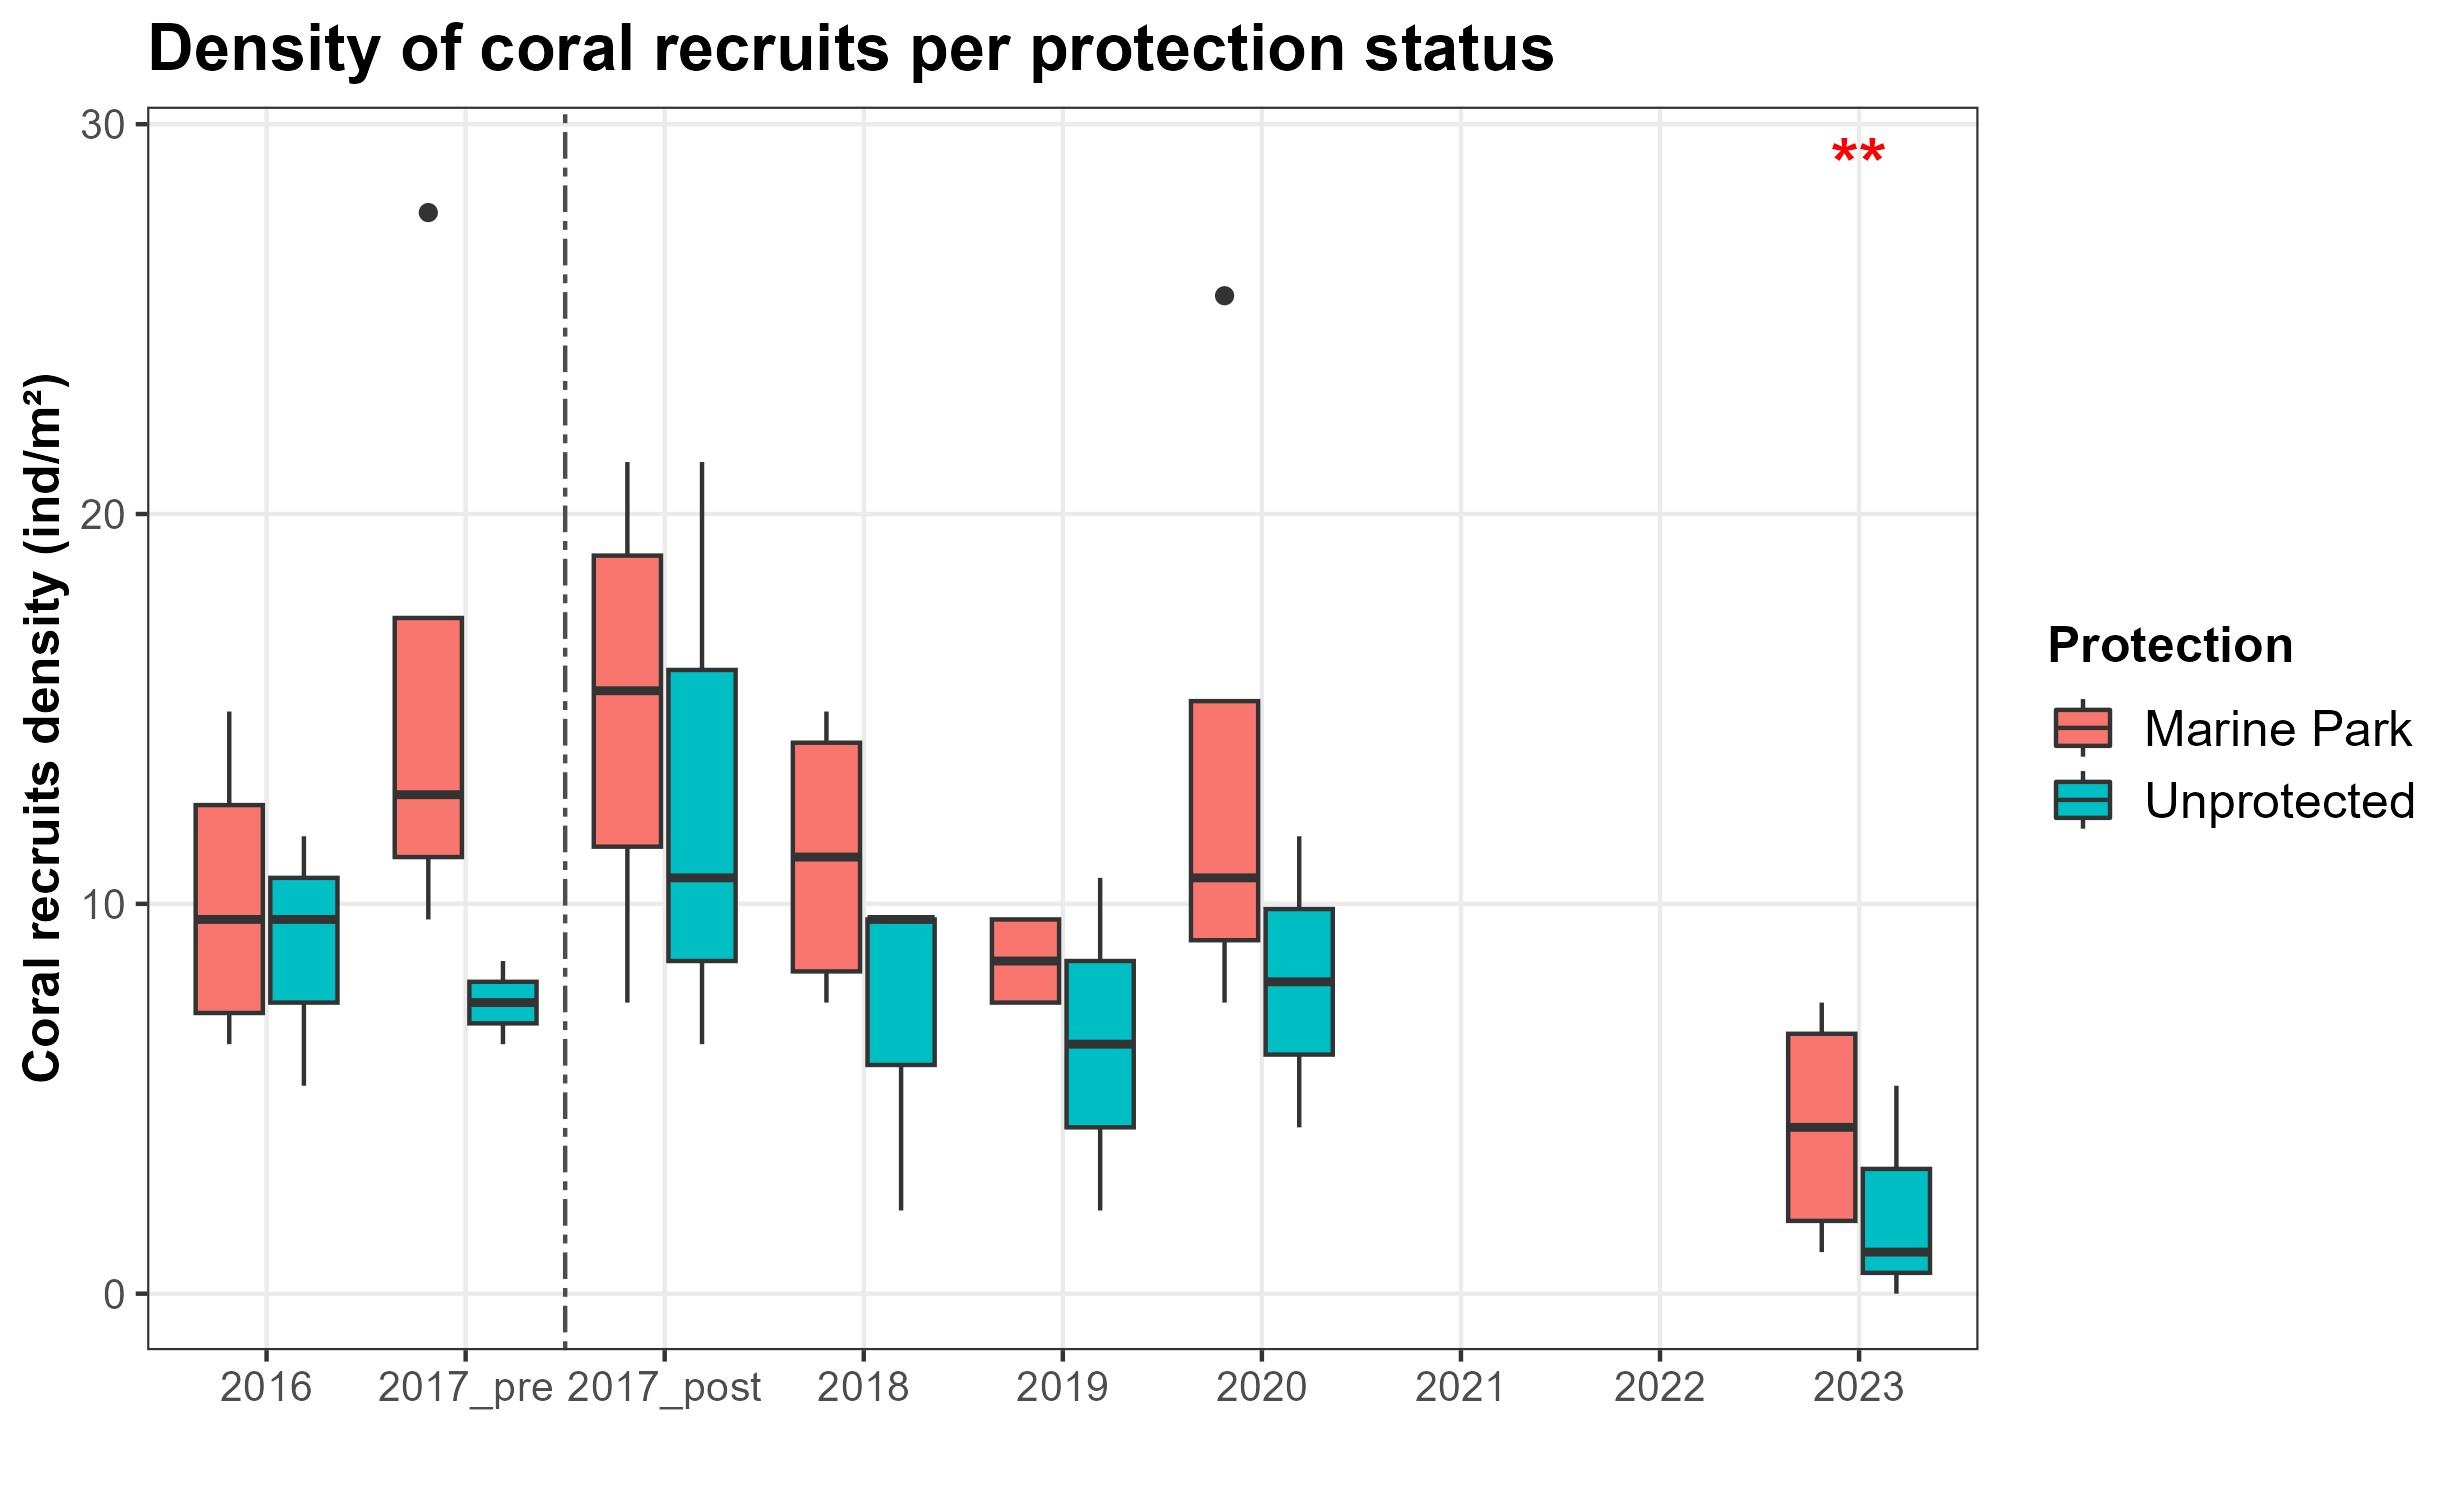 Density of coral recruits per protection status
Coral recruits density (ind/m²)
30
20
10
0
**
2016 2017_pre 2017_post 2018 2019 2020 2021 2022 2023
Protection
Marine Park
Unprotected